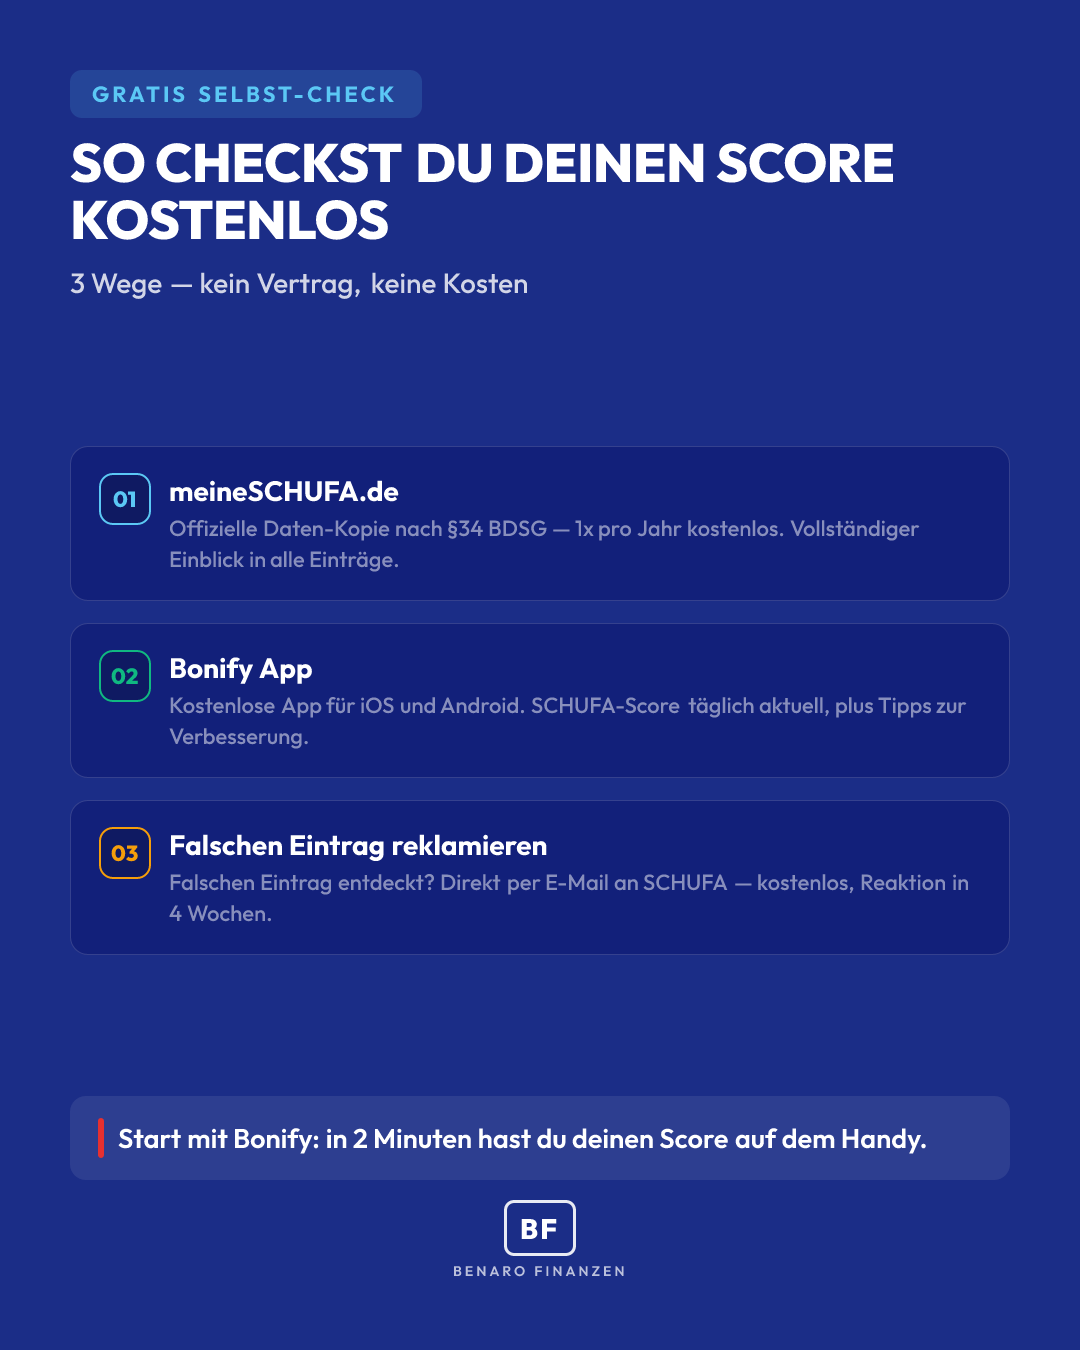 GRATIS SELBST-CHECK
SO CHECKST DU DEINEN SCORE
KOSTENLOS
3 Wege — kein Vertrag, keine Kosten
01
meineSCHUFA.de
Offizielle Daten-Kopie nach §34 BDSG — 1x pro Jahr kostenlos. Vollständiger
Einblick in alle Einträge.
02
Bonify App
Kostenlose App für iOS und Android. SCHUFA-Score täglich aktuell, plus Tipps zur
Verbesserung.
03
Falschen Eintrag reklamieren
Falschen Eintrag entdeckt? Direkt per E-Mail an SCHUFA — kostenlos, Reaktion in
4 Wochen.
Start mit Bonify: in 2 Minuten hast du deinen Score auf dem Handy.
BF
BENARO FINANZEN